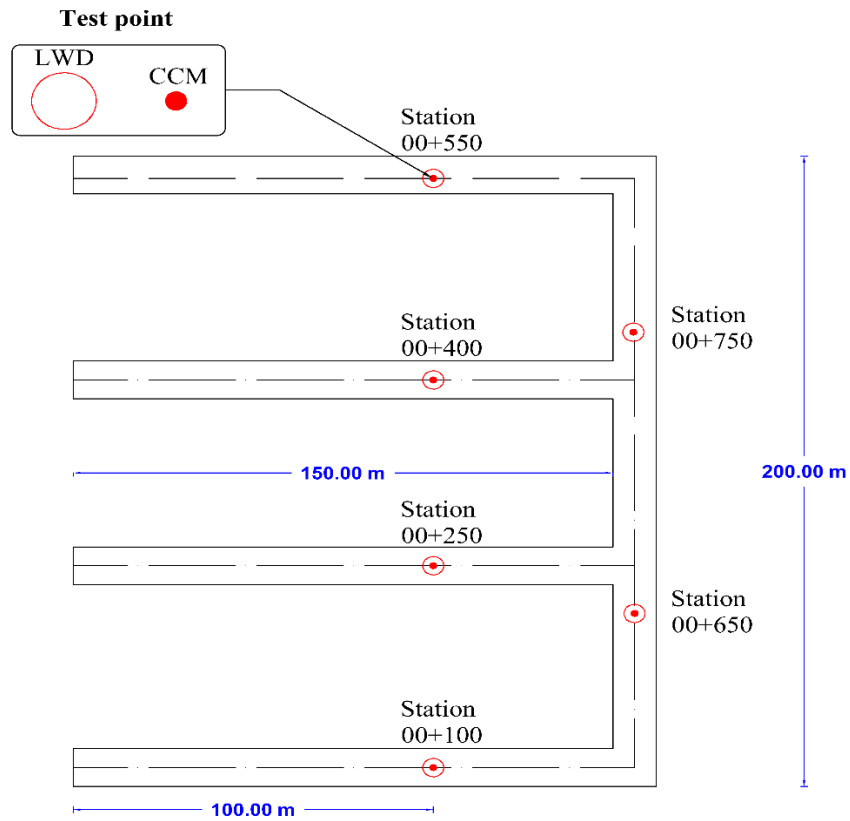 Test point
LWD
CCM
Station
00+550
Station
00+400
Station
00+750
150.00 m
200.00 m
Station
00+250
Station
00+650
Station
00+100
100.00 m